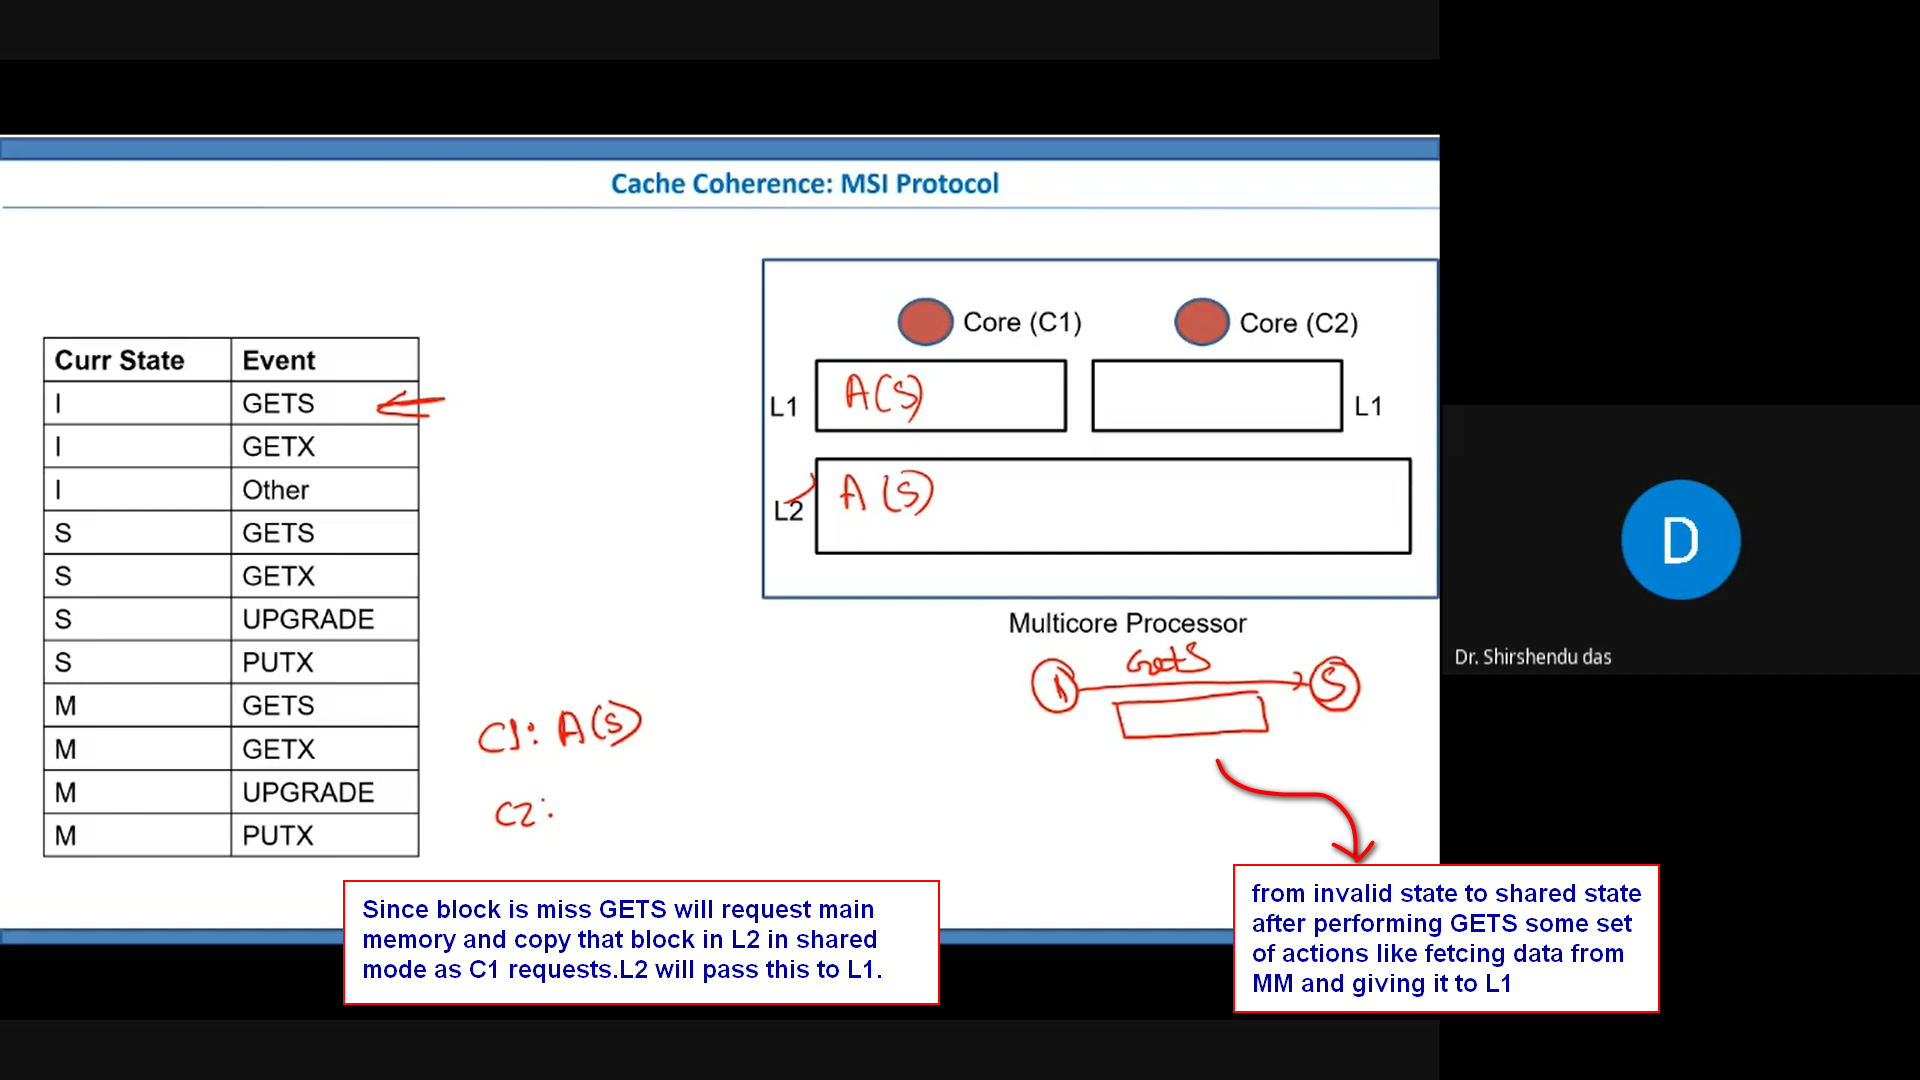 Cache Coherence: MSI Protocol
Curr State Event
I GETS
I GETX
I Other
S GETS
S GETX
S UPGRADE
S PUTX
M GETS
M GETX
M UPGRADE
M PUTX
C1: A(S)
C2:
Core (C1) Core (C2)
L1 A(S) L1
L2 A (S)
Multicore Processor
GetS
I S
Since block is miss GETS will request main
memory and copy that block in L2 in shared
mode as C1 requests.L2 will pass this to L1.
from invalid state to shared state
after performing GETS some set
of actions like fetcing data from
MM and giving it to L1
D
Dr. Shirshendu das